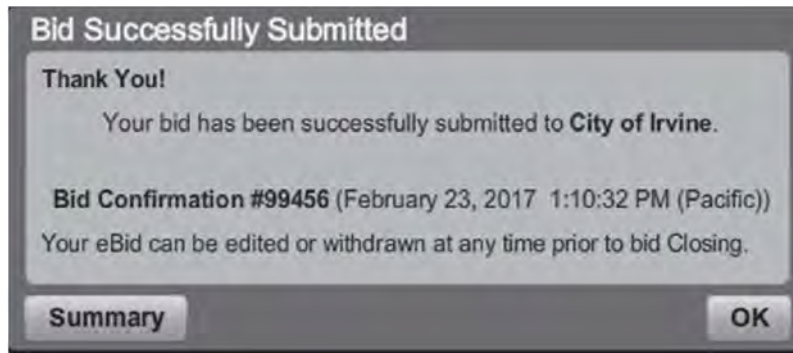 Bid Successfully Submitted
Thank You!
Your bid has been successfully submitted to City of Irvine.
Bid Confirmation #99456 (February 23, 2017 1:10:32 PM (Pacific))
Your eBid can be edited or withdrawn at any time prior to bid Closing.
Summary OK